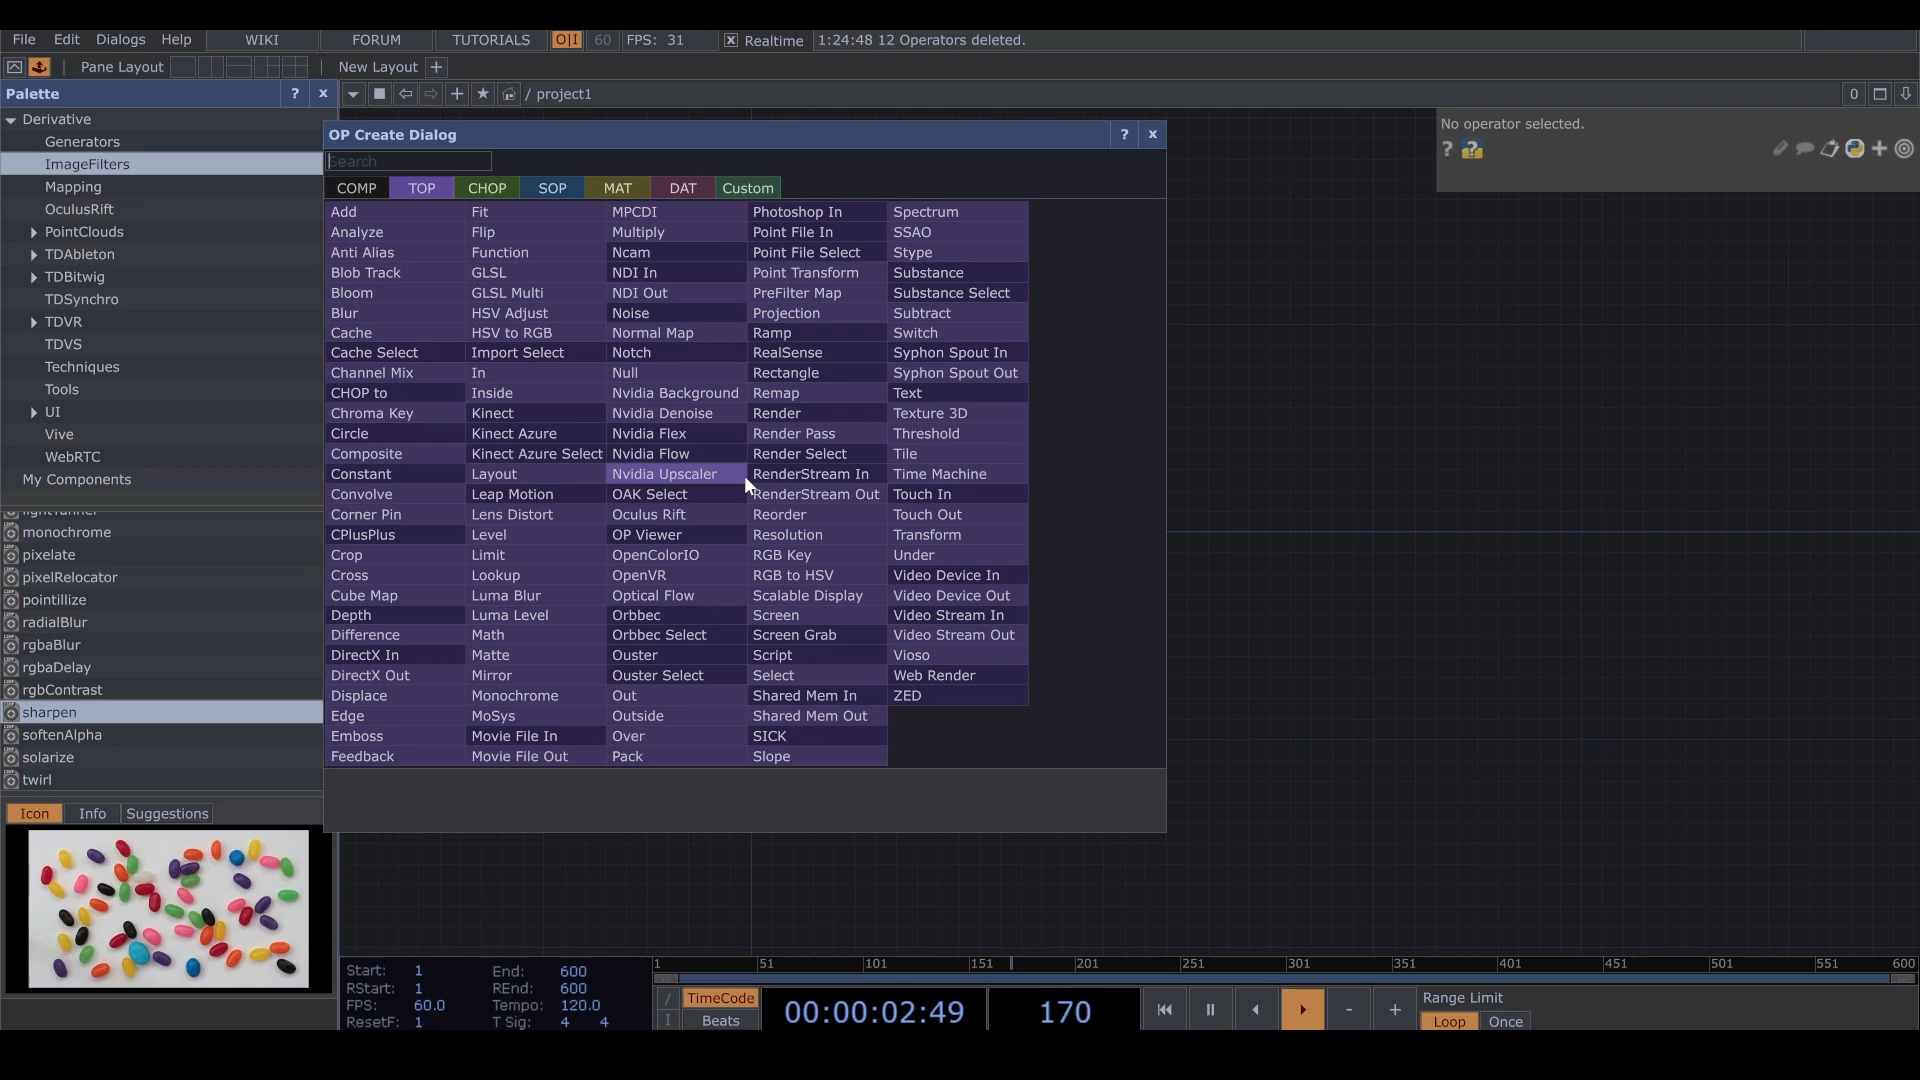 File Edit Dialogs Help WIKI FORUM TUTORIALS O|I 60 FPS: 31 Realtime 1:24:48 12 Operators deleted.
Pane Layout New Layout +
Palette ? x / project1 0
Derivative
Generators
ImageFilters
Mapping
OculusRift
PointClouds
TDAbleton
TDBitwig
TDSynchro
TDVR
TDVS
Techniques
Tools
UI
Vive
WebRTC
My Components
lightTunnel
monochrome
pixelate
pixelRelocator
pointillize
radialBlur
rgbaBlur
rgbaDelay
rgbContrast
sharpen
softenAlpha
solarize
twirl
Icon Info Suggestions
OP Create Dialog ? x
Search
COMP TOP CHOP SOP MAT DAT Custom
Add Fit MPCDI Photoshop In Spectrum
Analyze Flip Multiply Point File In SSAO
Anti Alias Function Ncam Point File Select Stype
Blob Track GLSL NDI In Point Transform Substance
Bloom GLSL Multi NDI Out PreFilter Map Substance Select
Blur HSV Adjust Noise Projection Subtract
Cache HSV to RGB Normal Map Ramp Switch
Cache Select Import Select Notch RealSense Syphon Spout In
Channel Mix In Null Rectangle Syphon Spout Out
CHOP to Inside Nvidia Background Remap Text
Chroma Key Kinect Nvidia Denoise Render Texture 3D
Circle Kinect Azure Nvidia Flex Render Pass Threshold
Composite Kinect Azure Select Nvidia Flow Render Select Tile
Constant Layout Nvidia Upscaler RenderStream In Time Machine
Convolve Leap Motion OAK Select RenderStream Out Touch In
Corner Pin Lens Distort Oculus Rift Reorder Touch Out
CPlusPlus Level OP Viewer Resolution Transform
Crop Limit OpenColorIO RGB Key Under
Cross Lookup OpenVR RGB to HSV Video Device In
Cube Map Luma Blur Optical Flow Scalable Display Video Device Out
Depth Luma Level Orbbec Screen Video Stream In
Difference Math Orbbec Select Screen Grab Video Stream Out
DirectX In Matte Ouster Script Vioso
DirectX Out Mirror Ouster Select Select Web Render
Displace Monochrome Out Shared Mem In ZED
Edge MoSys Outside Shared Mem Out
Emboss Movie File In Over SICK
Feedback Movie File Out Pack Slope
No operator selected.
? ?
Start: 1 End: 600
RStart: 1 REnd: 600
FPS: 60.0 Tempo: 120.0
ResetF: 1 T Sig: 4 4
1 51 101 151 201 251 301 351 401 451 501 551 600
/ TimeCode 00:00:02:49 170 - + Range Limit
I Beats Loop Once